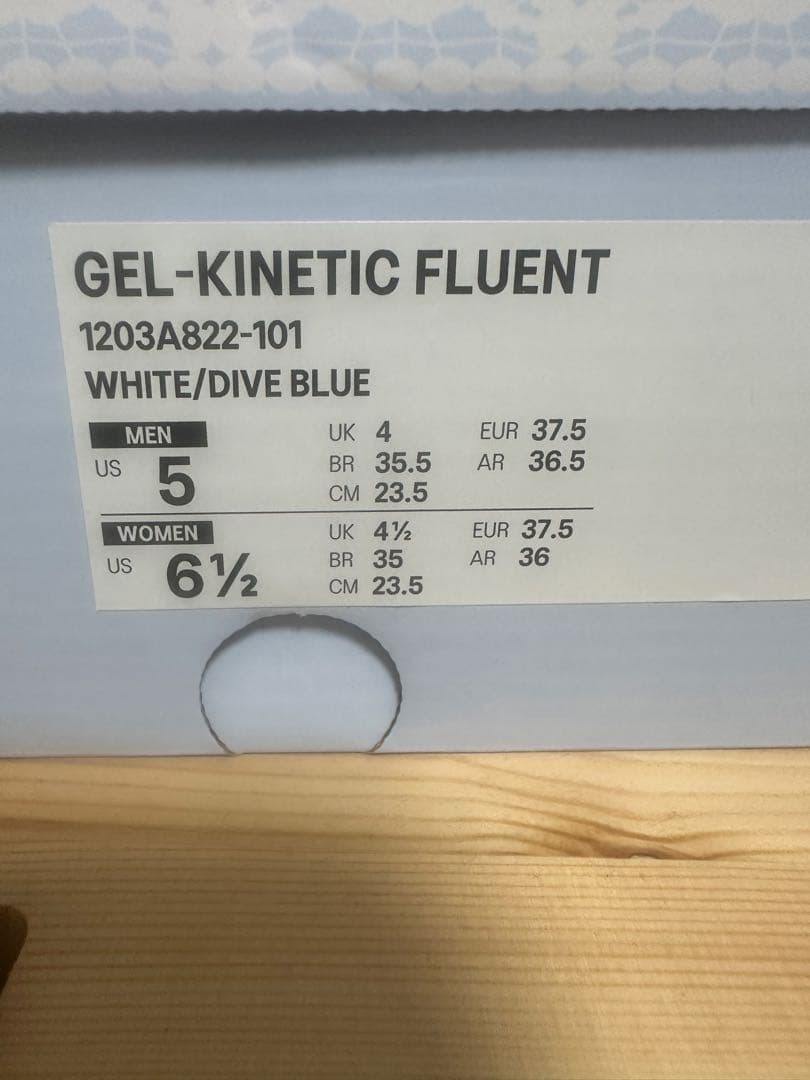 GEL-KINETIC FLUENT
1203A822-101
WHITE/DIVE BLUE
MEN UK 4 EUR 37.5
US 5 BR 35.5 AR 36.5
CM 23.5
WOMEN UK 4½ EUR 37.5
US 6½ BR 35 AR 36
CM 23.5